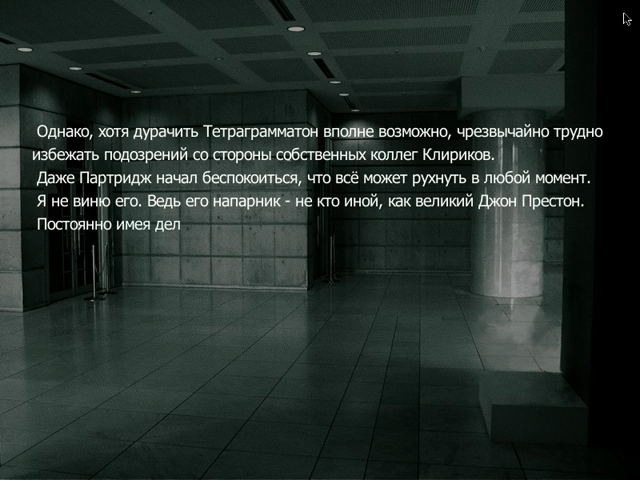 Однако, хотя дурачить Тетраграмматон вполне возможно, чрезвычайно трудно
избежать подозрений со стороны собственных коллег Клириков.
Даже Партридж начал беспокоиться, что всё может рухнуть в любой момент.
Я не виню его. Ведь его напарник - не кто иной, как великий Джон Престон.
Постоянно имея дел